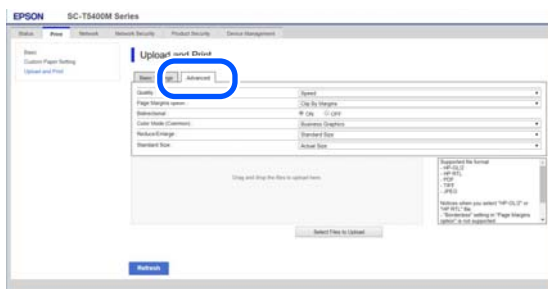 EPSON SC-T5400M Series
Status Print Network Network Security Product Security Device Management
Basic
Custom Paper Setting
Upload and Print
Upload and Print
Basic Advanced
Quality : Speed
Page Margins option : Clip By Margins
Bidirectional : ON OFF
Color Mode (Common) : Business Graphics
Reduce/Enlarge : Standard Size
Standard Size : Actual Size
Drag and drop the files to upload here.
Supported file format
- HP-GL/2
- HP RTL
- PDF
- TIFF
- JPEG
Notices when you select "HP-GL/2" or
"HP RTL" file
- "Borderless" setting in "Page Margins
option" is not supported.
Select Files to Upload
Refresh